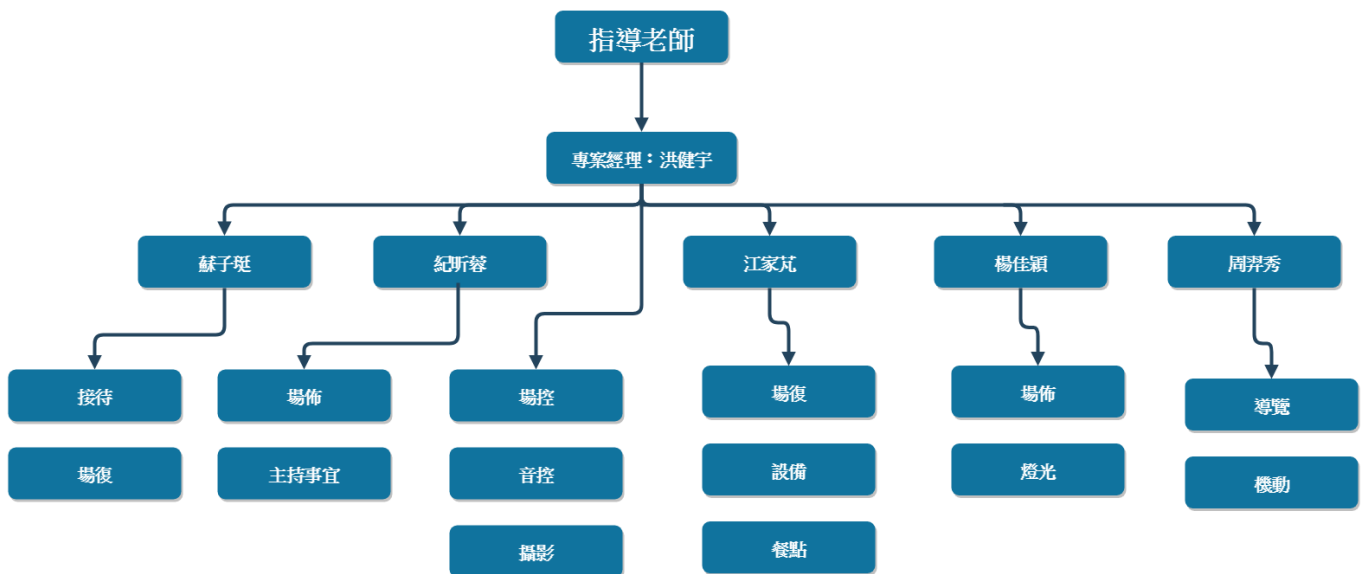 指導老師
專案經理：洪健宇
蘇子珽
紀昕蓉
江家芃
楊佳穎
周羿秀
接待
場佈
場控
場復
場佈
導覽
場復
主持事宜
音控
設備
燈光
機動
攝影
餐點